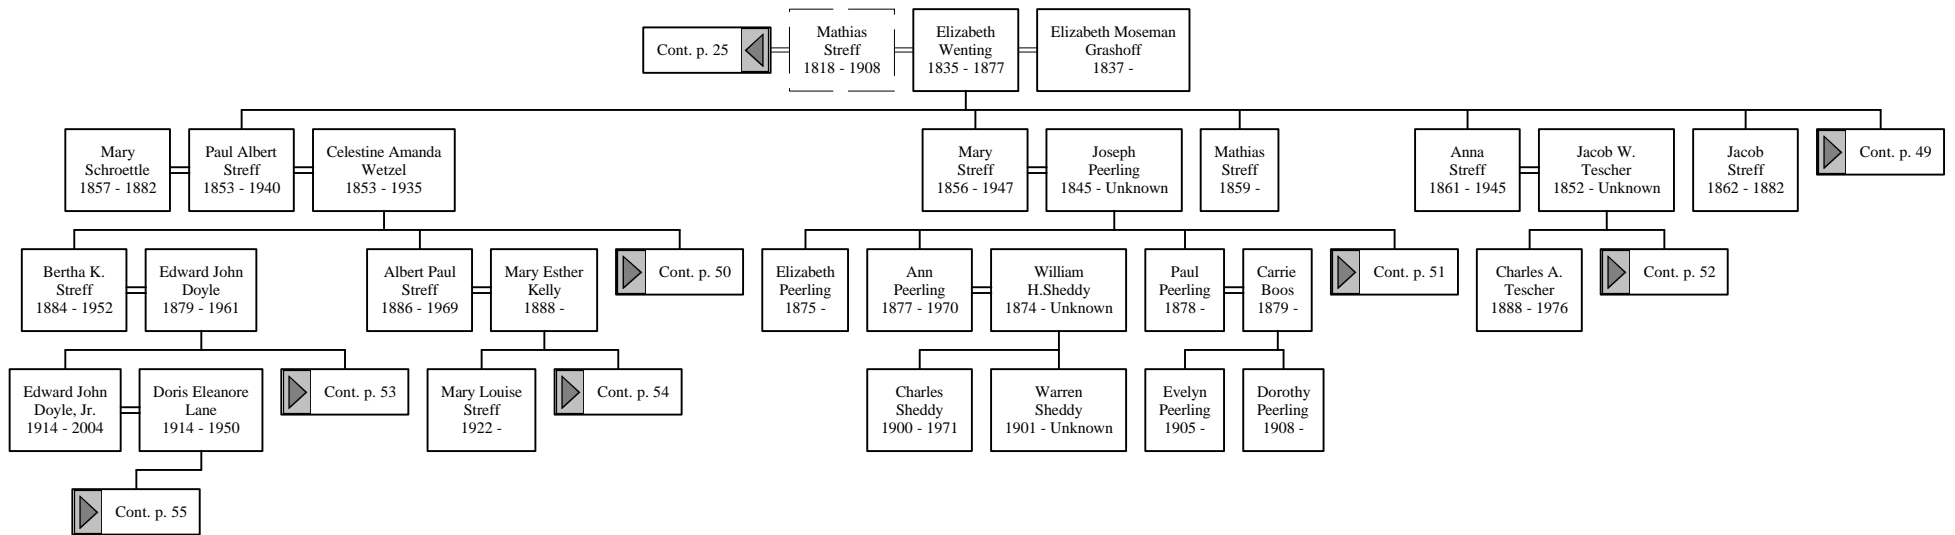 Cont. p. 25
Mathias
Streff
1818 - 1908
Elizabeth
Wenting
1835 - 1877
Elizabeth Moseman
Grashoff
1837 -
Mary
Schroettle
1857 - 1882
Paul Albert
Streff
1853 - 1940
Celestine Amanda
Wetzel
1853 - 1935
Mary
Streff
1856 - 1947
Joseph
Peerling
1845 - Unknown
Mathias
Streff
1859 -
Anna
Streff
1861 - 1945
Jacob W.
Tescher
1852 - Unknown
Jacob
Streff
1862 - 1882
Cont. p. 49
Bertha K.
Streff
1884 - 1952
Edward John
Doyle
1879 - 1961
Albert Paul
Streff
1886 - 1969
Mary Esther
Kelly
1888 -
Cont. p. 50
Elizabeth
Peerling
1875 -
Ann
Peerling
1877 - 1970
William
H.Sheddy
1874 - Unknown
Paul
Peerling
1878 -
Carrie
Boos
1879 -
Cont. p. 51
Charles A.
Tescher
1888 - 1976
Cont. p. 52
Edward John
Doyle, Jr.
1914 - 2004
Doris Eleanore
Lane
1914 - 1950
Cont. p. 53
Mary Louise
Streff
1922 -
Cont. p. 54
Charles
Sheddy
1900 - 1971
Warren
Sheddy
1901 - Unknown
Evelyn
Peerling
1905 -
Dorothy
Peerling
1908 -
Cont. p. 55